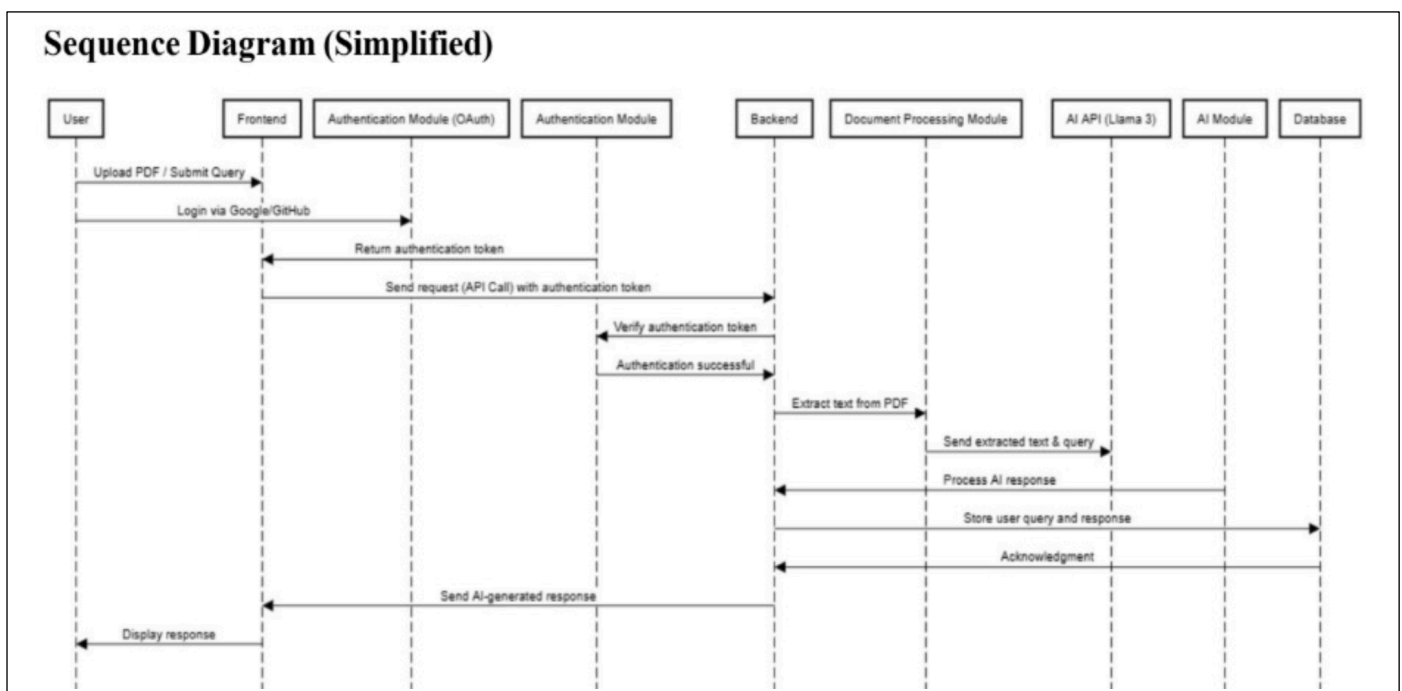 Sequence Diagram (Simplified)
User
Frontend
Authentication Module (OAuth)
Authentication Module
Backend
Document Processing Module
AI API (Llama 3)
AI Module
Database
Upload PDF / Submit Query
Login via Google/GitHub
Return authentication token
Send request (API Call) with authentication token
Verify authentication token
Authentication successful
Extract text from PDF
Send extracted text & query
Process AI response
Store user query and response
Acknowledgment
Send AI-generated response
Display response